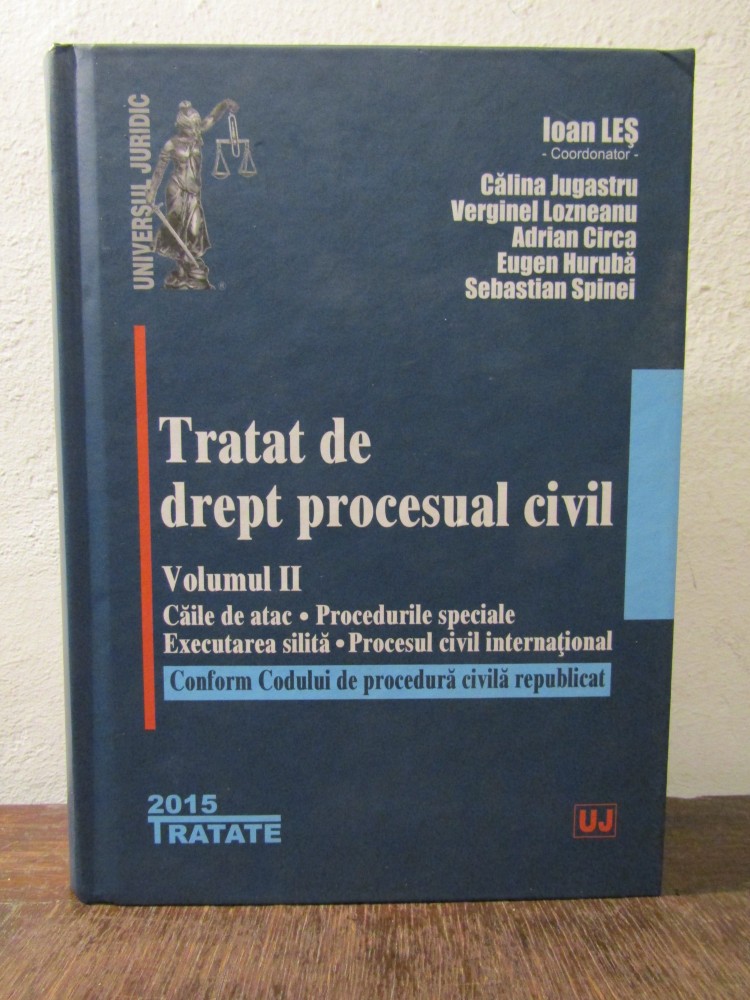 UNIVERSUL JURIDIC
Ioan LEŞ
- Coordonator -
Călina Jugastru
Verginel Lozneanu
Adrian Circa
Eugen Hurubă
Sebastian Spinei
Tratat de
drept procesual civil
Volumul II
Căile de atac • Procedurile speciale
Executarea silită • Procesul civil internaţional
Conform Codului de procedură civilă republicat
2015
TRATATE
UJ